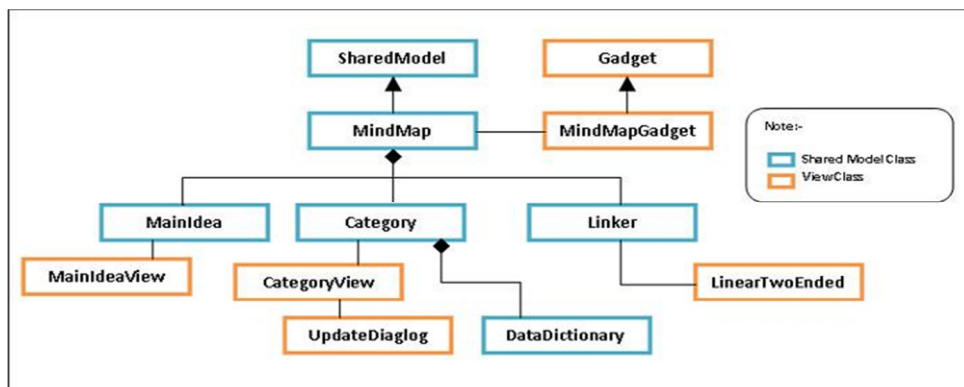 SharedModel
Gadget
MindMap
MindMapGadget
Note:-
Shared Model Class
ViewClass
MainIdea
Category
Linker
MainIdeaView
CategoryView
LinearTwoEnded
UpdateDiaglog
DataDictionary